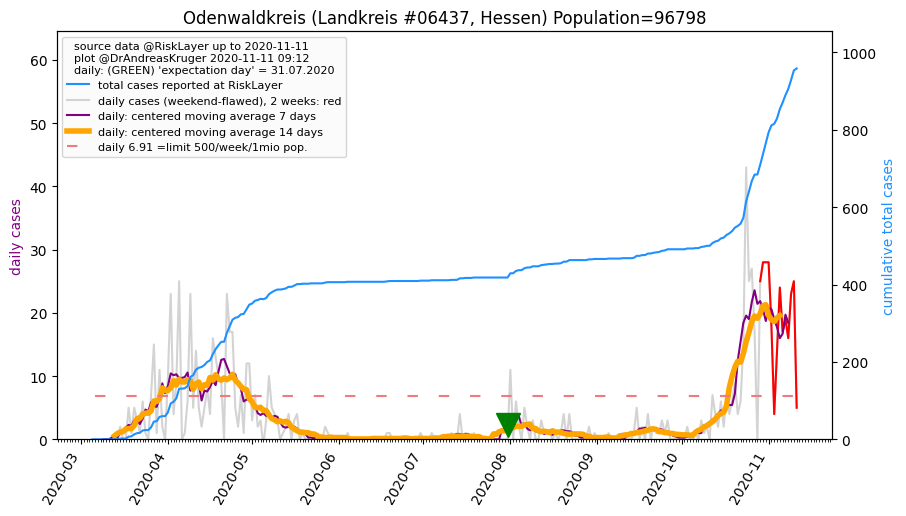 Odenwaldkreis (Landkreis #06437, Hessen) Population=96798
source data @RiskLayer up to 2020-11-11
plot @DrAndreasKruger 2020-11-11 09:12
daily: (GREEN) 'expectation day' = 31.07.2020
total cases reported at RiskLayer
daily cases (weekend-flawed), 2 weeks: red
daily: centered moving average 7 days
daily: centered moving average 14 days
daily 6.91 =limit 500/week/1mio pop.
daily cases
60
50
40
30
20
10
0
cumulative total cases
1000
800
600
400
200
0
2020-03
2020-04
2020-05
2020-06
2020-07
2020-08
2020-09
2020-10
2020-11